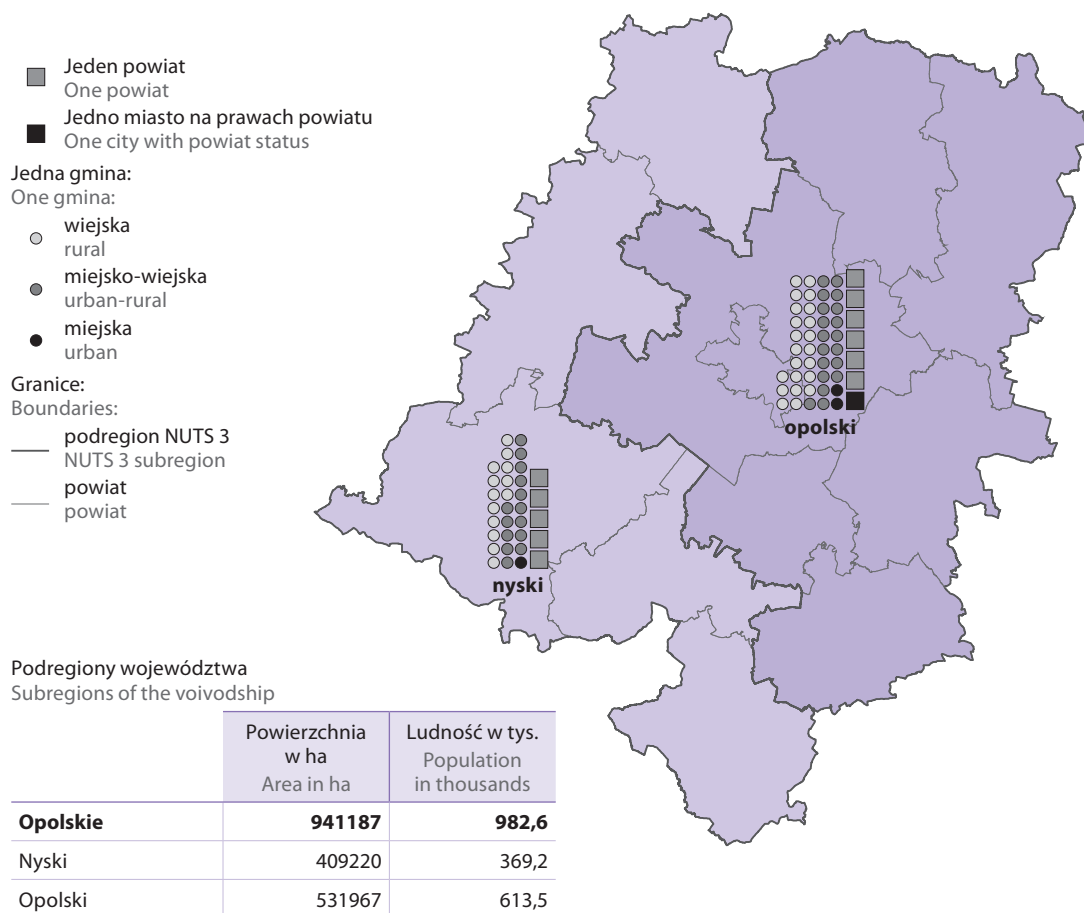 Jeden powiat
One powiat
Jedno miasto na prawach powiatu
One city with powiat status
Jedna gmina:
One gmina:
wiejska
rural
miejsko-wiejska
urban-rural
miejska
urban
Granice:
Boundaries:
podregion NUTS 3
NUTS 3 subregion
powiat
powiat
opolski
nyski
Podregiony województwa
Subregions of the voivodship
Powierzchnia w ha
Area in ha
Ludność w tys.
Population in thousands
Opolskie 941187 982,6
Nyski 409220 369,2
Opolski 531967 613,5